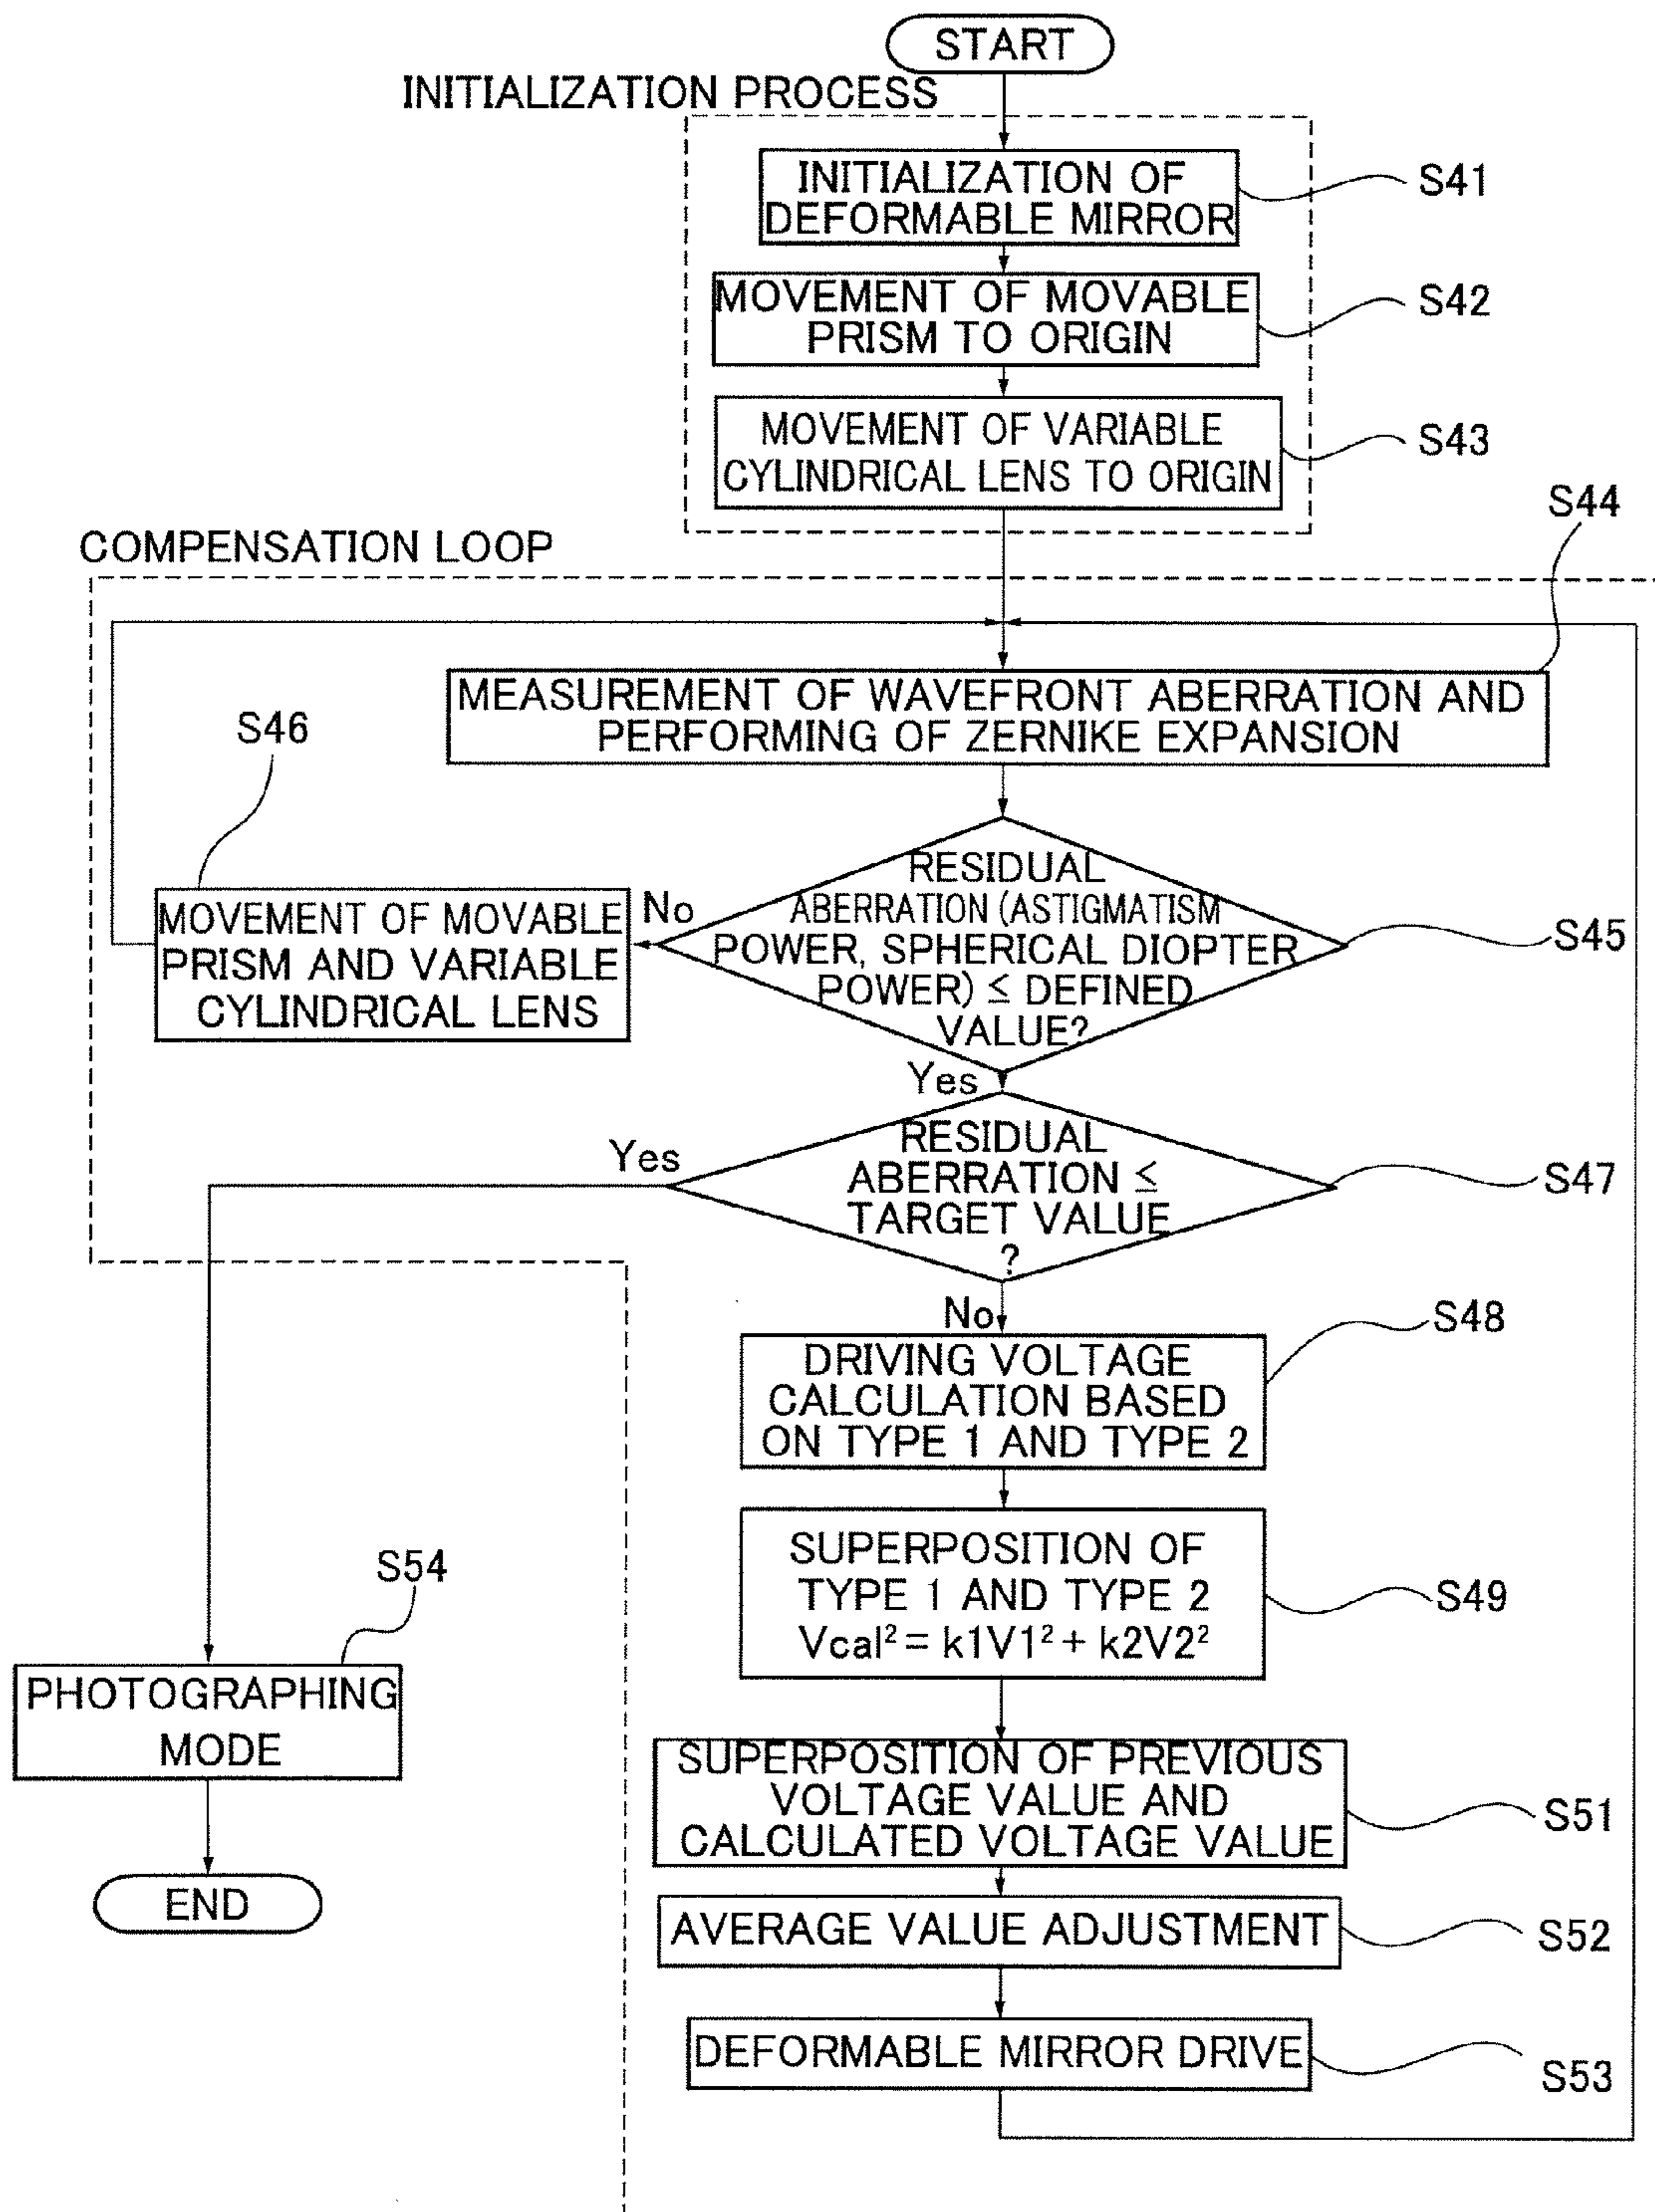 START
INITIALIZATION PROCESS
INITIALIZATION OF
DEFORMABLE MIRROR
S41
MOVEMENT OF MOVABLE
PRISM TO ORIGIN
S42
MOVEMENT OF VARIABLE
CYLINDRICAL LENS TO ORIGIN
S43
S44
COMPENSATION LOOP
MEASUREMENT OF WAVEFRONT ABERRATION AND
PERFORMING OF ZERNIKE EXPANSION
S46
MOVEMENT OF MOVABLE
PRISM AND VARIABLE
CYLINDRICAL LENS
No
RESIDUAL
ABERRATION (ASTIGMATISM
POWER, SPHERICAL DIOPTER
POWER) ≤ DEFINED
VALUE?
S45
Yes
RESIDUAL
ABERRATION ≤
TARGET VALUE
?
S47
Yes
No
DRIVING VOLTAGE
CALCULATION BASED
ON TYPE 1 AND TYPE 2
S48
SUPERPOSITION OF
TYPE 1 AND TYPE 2
Vcal² = k1V1² + k2V2²
S49
S54
PHOTOGRAPHING
MODE
SUPERPOSITION OF PREVIOUS
VOLTAGE VALUE AND
CALCULATED VOLTAGE VALUE
S51
END
AVERAGE VALUE ADJUSTMENT
S52
DEFORMABLE MIRROR DRIVE
S53